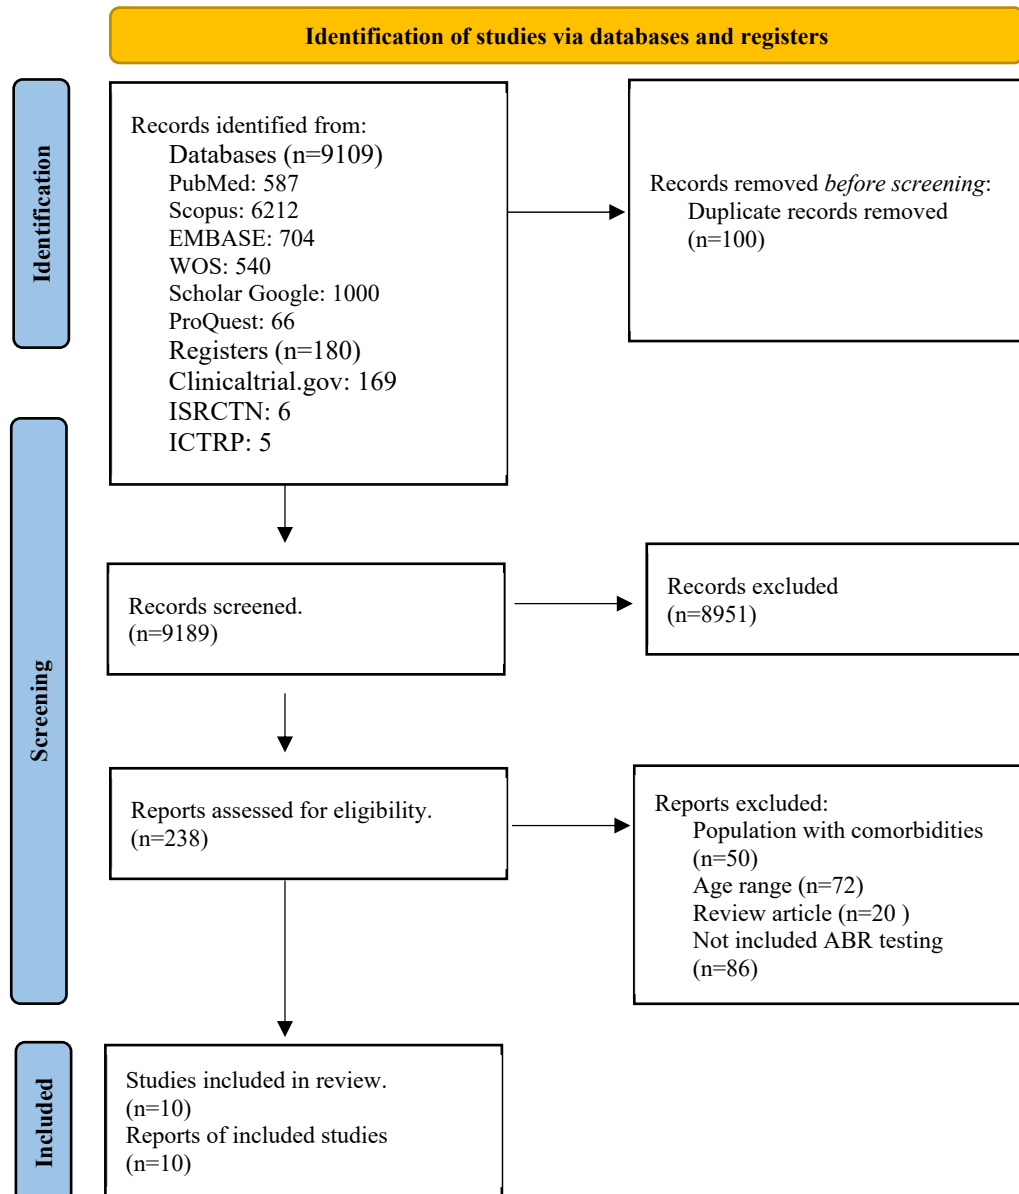 Identification of studies via databases and registers
Identification
Records identified from:
Databases (n=9109)
PubMed: 587
Scopus: 6212
EMBASE: 704
WOS: 540
Scholar Google: 1000
ProQuest: 66
Registers (n=180)
Clinicaltrial.gov: 169
ISRCTN: 6
ICTRP: 5
Records removed before screening:
Duplicate records removed
(n=100)
Screening
Records screened.
(n=9189)
Records excluded
(n=8951)
Reports assessed for eligibility.
(n=238)
Reports excluded:
Population with comorbidities
(n=50)
Age range (n=72)
Review article (n=20 )
Not included ABR testing
(n=86)
Included
Studies included in review.
(n=10)
Reports of included studies
(n=10)